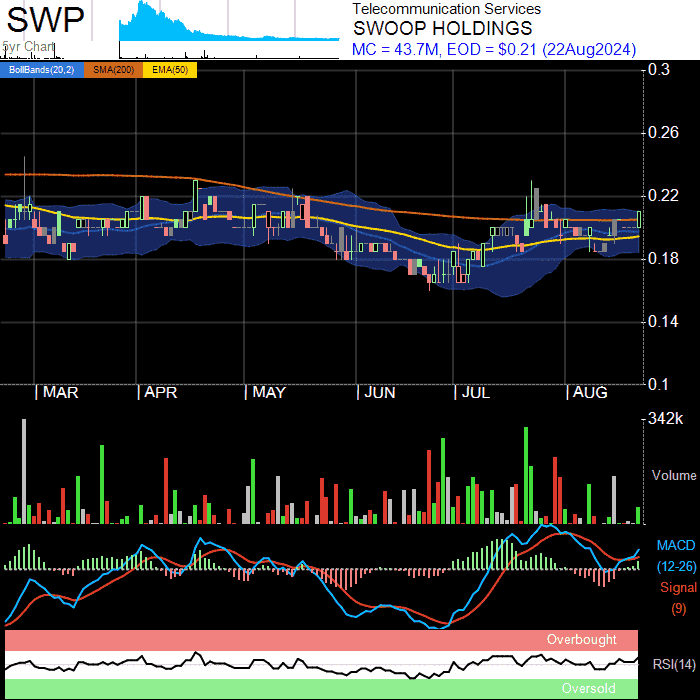 SWP
5yr Chart
Telecommunication Services
SWOOP HOLDINGS
MC = 43.7M, EOD = $0.21 (22Aug2024)
BollBands(20,2) SMA(200) EMA(50)
0.3
0.26
0.22
0.18
0.14
0.1
| MAR | APR | MAY | JUN | JUL | AUG
342k
Volume
MACD
(12-26)
Signal
(9)
Overbought
RSI(14)
Oversold